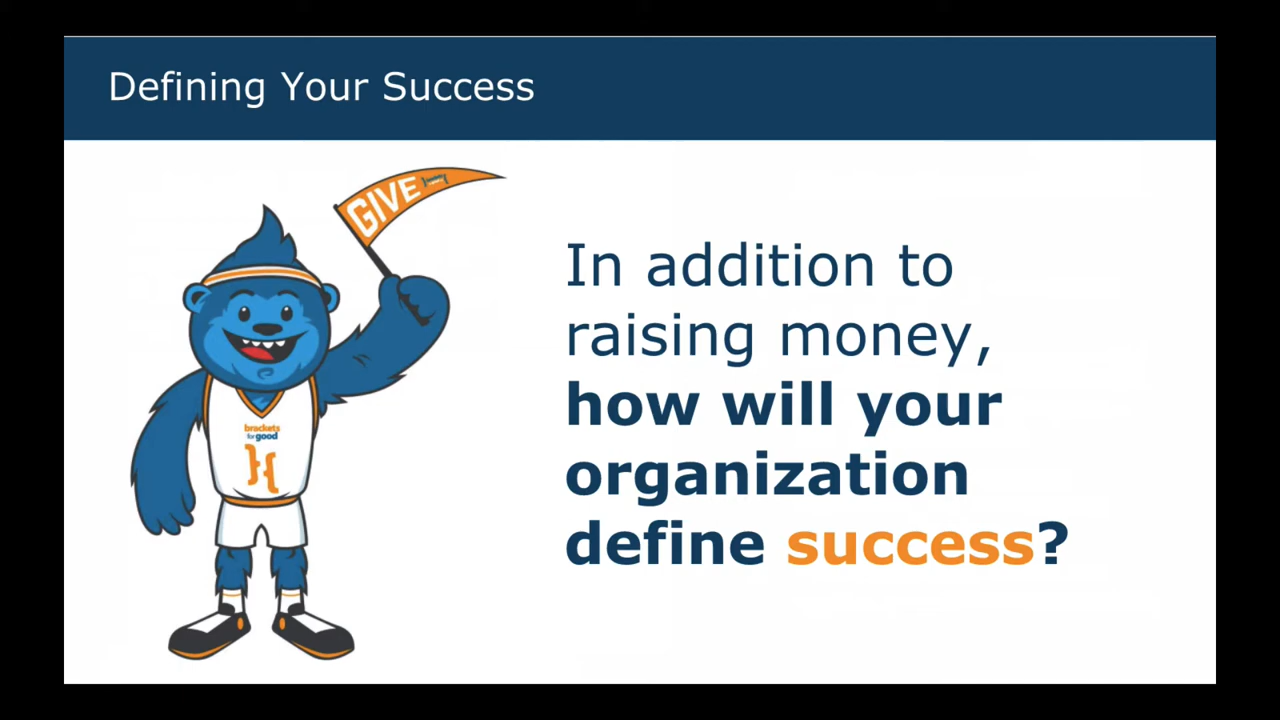 Defining Your Success
GIVE
In addition to
raising money,
how will your
organization
define success?
brackets
for good